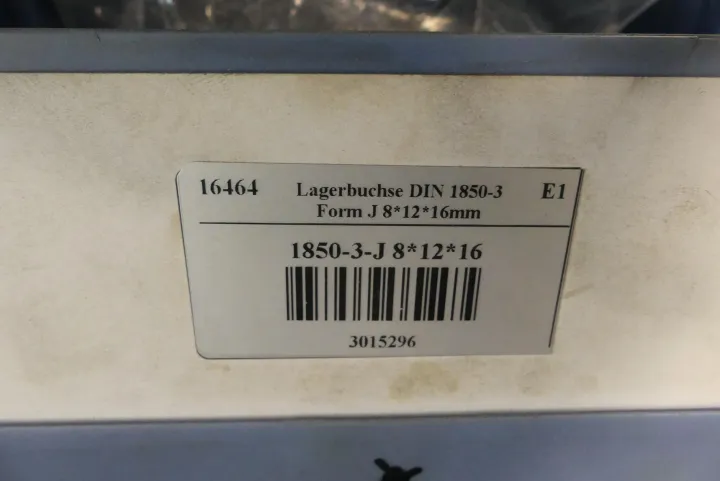 16464 Lagerbuchse DIN 1850-3 E1
Form J 8*12*16mm
1850-3-J 8*12*16
3015296